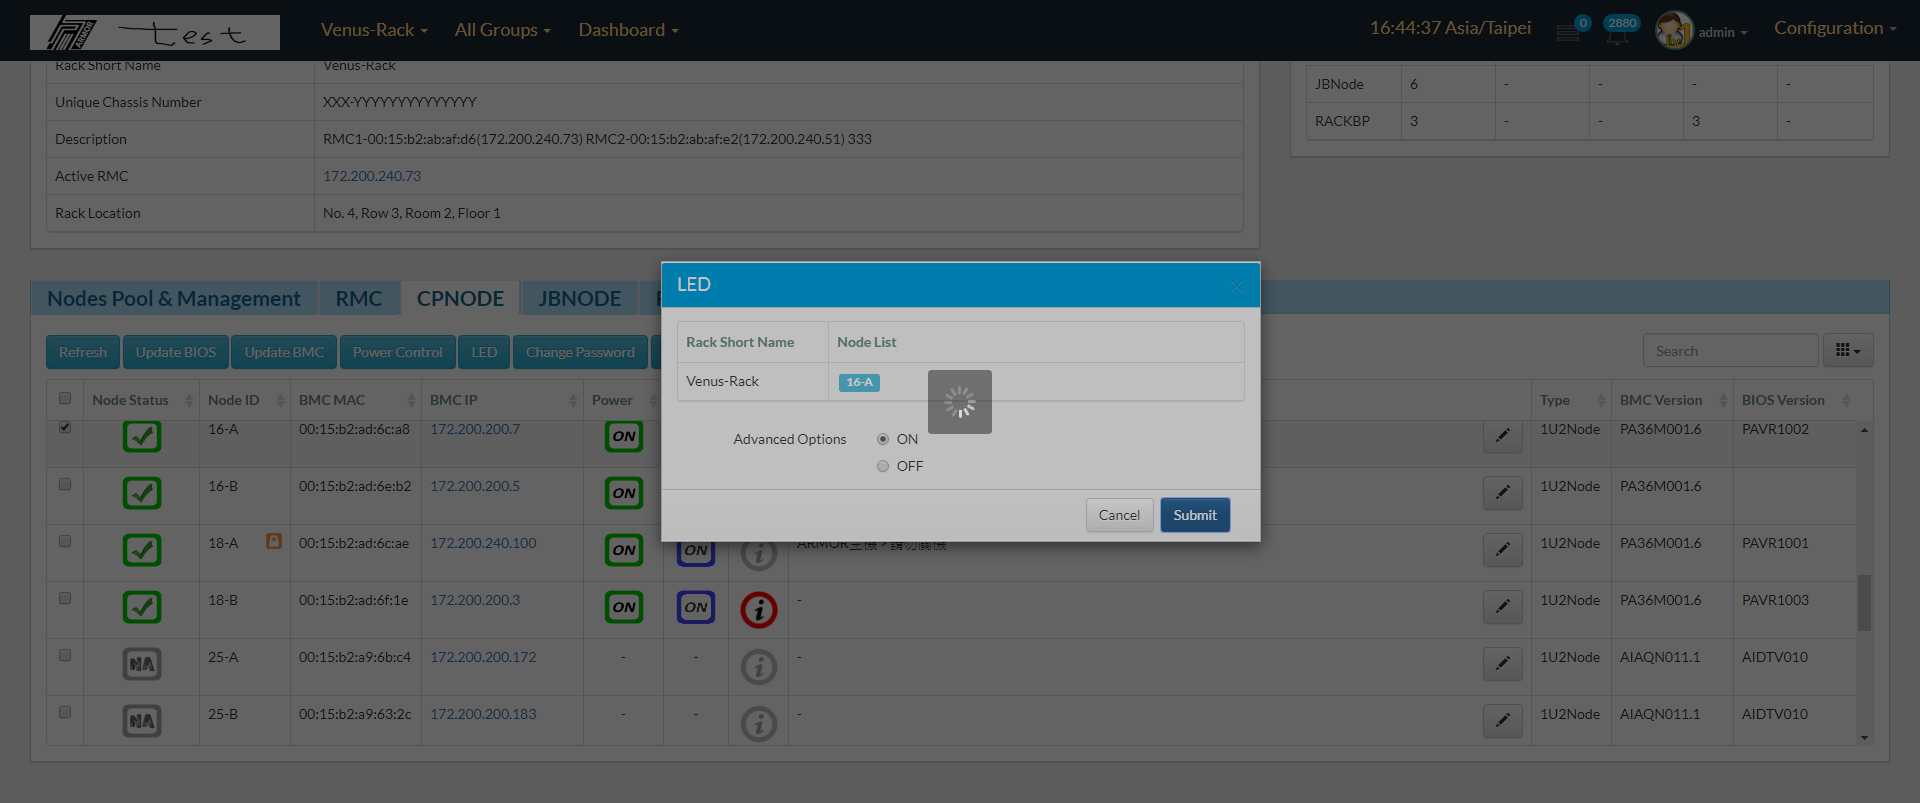 ARMOR test Venus-Rack All Groups Dashboard 16:44:37 Asia/Taipei 0 2880 admin Configuration
Rack Short Name Venus-Rack
Unique Chassis Number XXX-YYYYYYYYYYYYYY
Description RMC1-00:15:b2:ab:af:d6(172.200.240.73) RMC2-00:15:b2:ab:af:e2(172.200.240.51) 333
Active RMC 172.200.240.73
Rack Location No. 4, Row 3, Room 2, Floor 1
JBNode 6 - - - -
RACKBP 3 - - 3 -
Nodes Pool & Management RMC CPNODE JBNODE
Refresh Update BIOS Update BMC Power Control LED Change Password Search
Node Status Node ID BMC MAC BMC IP Power Type BMC Version BIOS Version
16-A 00:15:b2:ad:6c:a8 172.200.200.7 ON 1U2Node PA36M001.6 PAVR1002
16-B 00:15:b2:ad:6e:b2 172.200.200.5 ON 1U2Node PA36M001.6
18-A 00:15:b2:ad:6c:ae 172.200.240.100 ON ON i ARMOR主機,請勿關機 1U2Node PA36M001.6 PAVR1001
18-B 00:15:b2:ad:6f:1e 172.200.200.3 ON ON i - 1U2Node PA36M001.6 PAVR1003
NA 25-A 00:15:b2:a9:6b:c4 172.200.200.172 - - i - 1U2Node AIAQN011.1 AIDTV010
NA 25-B 00:15:b2:a9:63:2c 172.200.200.183 - - i - 1U2Node AIAQN011.1 AIDTV010
LED
Rack Short Name Node List
Venus-Rack 16-A
Advanced Options ON
OFF
Cancel Submit